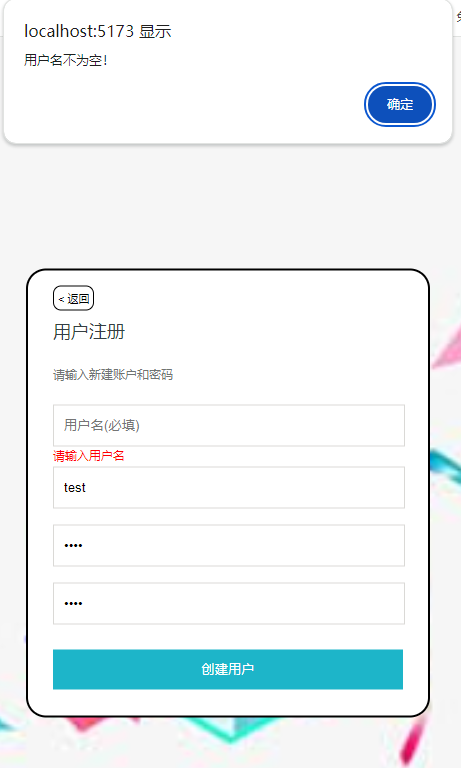 localhost:5173 显示
用户名不为空!
确定
< 返回
用户注册
请输入新建账户和密码
用户名(必填)
请输入用户名
test
••••
••••
创建用户